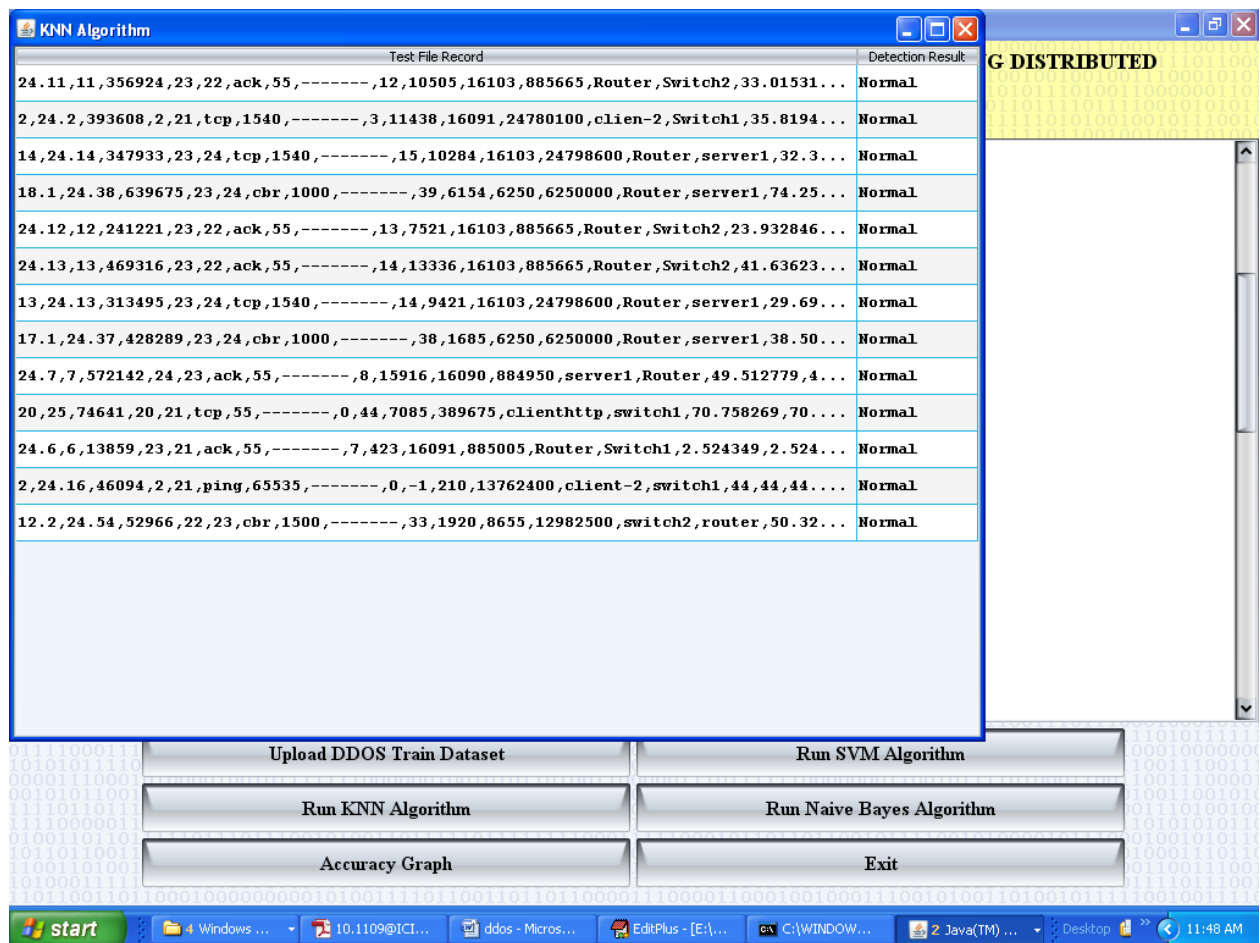 KNN Algorithm
G DISTRIBUTED
Test File Record Detection Result
24.11,11,356924,23,22,ack,55,-------,12,10505,16103,885665,Router,Switch2,33.01531... Normal
2,24.2,393608,2,21,tcp,1540,-------,3,11438,16091,24780100,clien-2,Switch1,35.8194... Normal
14,24.14,347933,23,24,tcp,1540,-------,15,10284,16103,24798600,Router,server1,32.3... Normal
18.1,24.38,639675,23,24,cbr,1000,-------,39,6154,6250,6250000,Router,server1,74.25... Normal
24.12,12,241221,23,22,ack,55,-------,13,7521,16103,885665,Router,Switch2,23.932846... Normal
24.13,13,469316,23,22,ack,55,-------,14,13336,16103,885665,Router,Switch2,41.63623... Normal
13,24.13,313495,23,24,tcp,1540,-------,14,9421,16103,24798600,Router,server1,29.69... Normal
17.1,24.37,428289,23,24,cbr,1000,-------,38,1685,6250,6250000,Router,server1,38.50... Normal
24.7,7,572142,24,23,ack,55,-------,8,15916,16090,884950,server1,Router,49.512779,4... Normal
20,25,74641,20,21,tcp,55,-------,0,44,7085,389675,clienthttp,switch1,70.758269,70.... Normal
24.6,6,13859,23,21,ack,55,-------,7,423,16091,885005,Router,Switch1,2.524349,2.524... Normal
2,24.16,46094,2,21,ping,65535,-------,0,-1,210,13762400,client-2,switch1,44,44,44.... Normal
12.2,24.54,52966,22,23,cbr,1500,-------,33,1920,8655,12982500,switch2,router,50.32... Normal
Upload DDOS Train Dataset Run SVM Algorithm
Run KNN Algorithm Run Naive Bayes Algorithm
Accuracy Graph Exit
start 4 Windows ... 10.1109@ICI... ddos - Micros... EditPlus - [E:\... C:\WINDOW... 2 Java(TM) ... Desktop » 11:48 AM